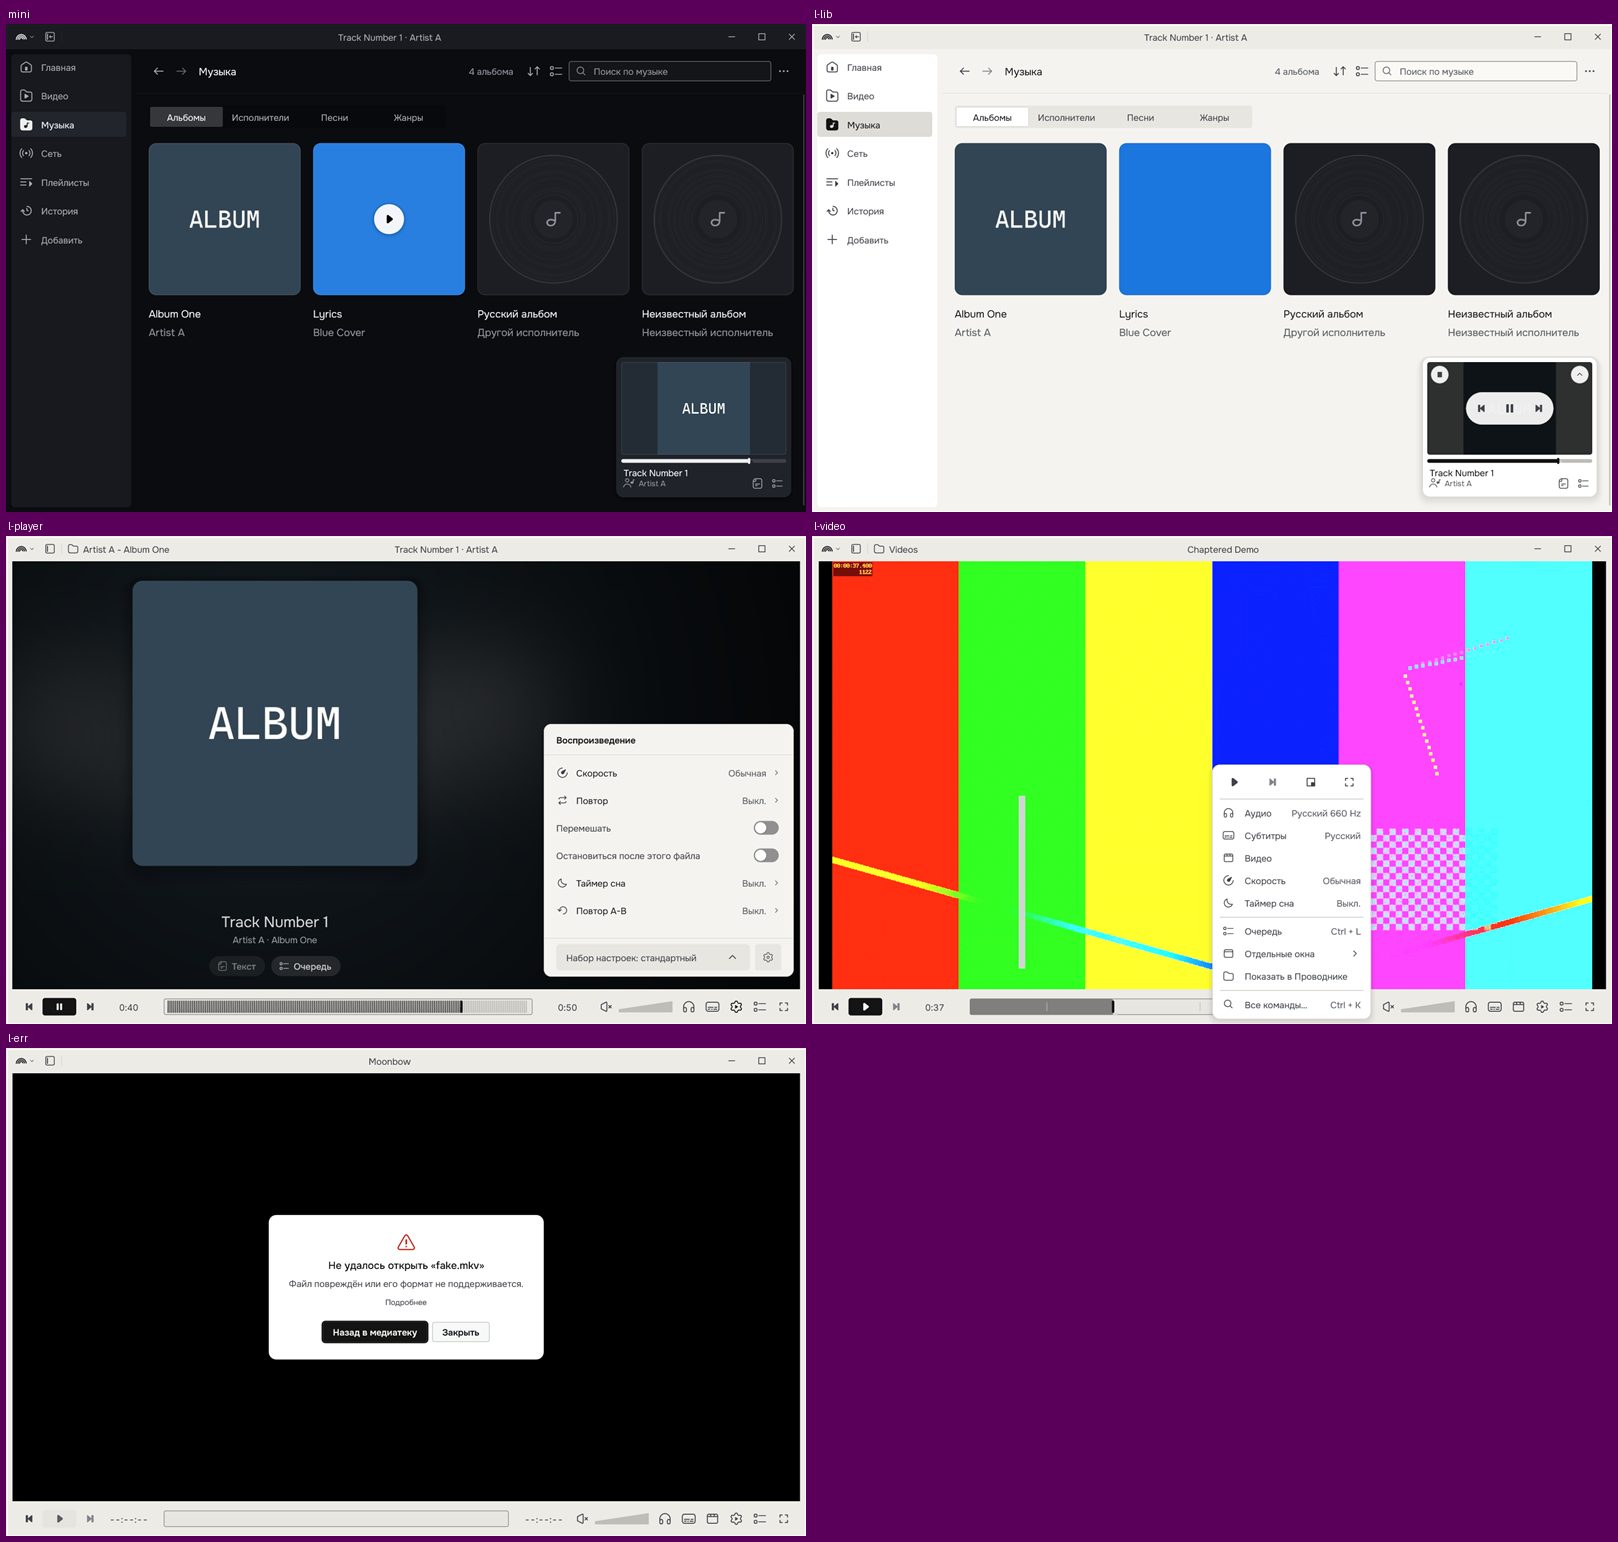 mini
Track Number 1 · Artist A
Главная
Видео
Музыка
Сеть
Плейлисты
История
Добавить
Музыка
4 альбома
Поиск по музыке
Альбомы
Исполнители
Песни
Жанры
ALBUM
Album One
Artist A
Lyrics
Blue Cover
Русский альбом
Другой исполнитель
Неизвестный альбом
Неизвестный исполнитель
ALBUM
Track Number 1
Artist A
l-lib
Track Number 1 · Artist A
Главная
Видео
Музыка
Сеть
Плейлисты
История
Добавить
Музыка
4 альбома
Поиск по музыке
Альбомы
Исполнители
Песни
Жанры
ALBUM
Album One
Artist A
Lyrics
Blue Cover
Русский альбом
Другой исполнитель
Неизвестный альбом
Неизвестный исполнитель
Track Number 1
Artist A
l-player
Artist A - Album One
Track Number 1 · Artist A
ALBUM
Track Number 1
Artist A · Album One
Текст
Очередь
Воспроизведение
Скорость
Обычная
Повтор
Выкл.
Перемешать
Остановиться после этого файла
Таймер сна
Выкл.
Повтор A-B
Выкл.
Набор настроек: стандартный
0:40
0:50
l-video
Videos
Chaptered Demo
00:00:37.400
1122
Аудио
Русский 660 Hz
Субтитры
Русский
Видео
Скорость
Обычная
Таймер сна
Выкл.
Очередь
Ctrl + L
Отдельные окна
Показать в Проводнике
Все команды...
Ctrl + K
0:37
l-err
Moonbow
Не удалось открыть «fake.mkv»
Файл повреждён или его формат не поддерживается.
Подробнее
Назад в медиатеку
Закрыть
--:--:--
--:--:--